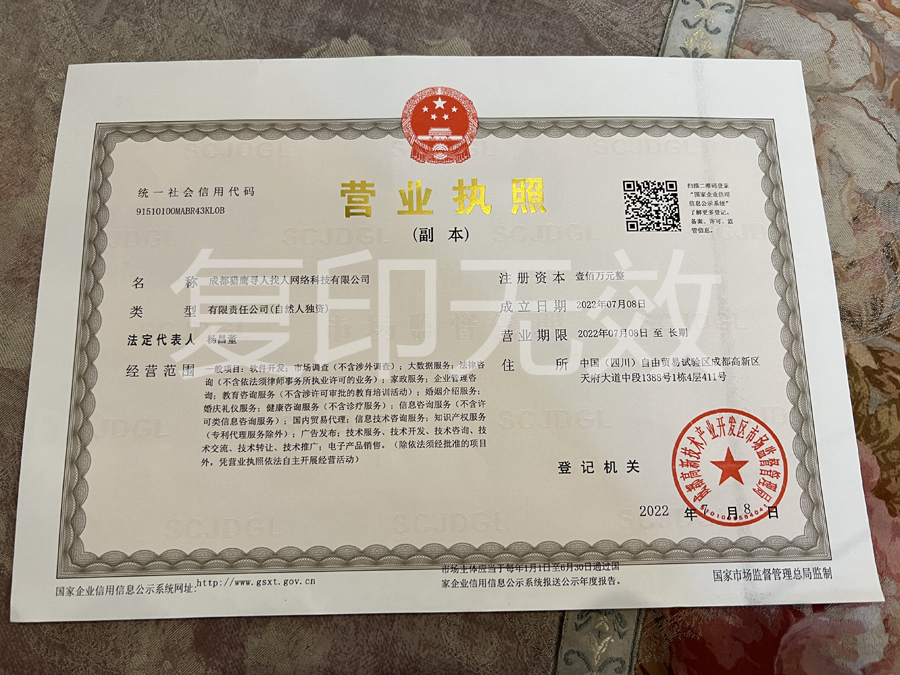 统一社会信用代码
91510100MABR43KL0B
营业执照
(副 本)
扫描二维码登录
“国家企业信用
信息公示系统”
了解更多登记、
备案、许可、监
管信息。
名 称 成都猎鹰寻人找人网络科技有限公司
类 型 有限责任公司(自然人独资)
法定代表人 杨昌堇
经营范围 一般项目：软件开发；市场调查（不含涉外调查）；大数据服务；法律咨
询（不含依法须律师事务所执业许可的业务）；家政服务；企业管理咨
询；教育咨询服务（不含涉许可审批的教育培训活动）；婚姻介绍服务；
婚庆礼仪服务；健康咨询服务（不含诊疗服务）；信息咨询服务（不含许
可类信息咨询服务）；国内贸易代理；信息技术咨询服务；知识产权服务
（专利代理服务除外）；广告发布；技术服务、技术开发、技术咨询、技
术交流、技术转让、技术推广；电子产品销售。（除依法须经批准的项目
外，凭营业执照依法自主开展经营活动）
注册资本 壹佰万元整
成立日期 2022年07月08日
营业期限 2022年07月08日 至 长期
住 所 中国（四川）自由贸易试验区成都高新区
天府大道中段1388号1栋4层411号
复印无效
登记机关
成都高新技术产业开发区市场监督管理局
2022 年 月 8 日
国家企业信用信息公示系统网址:http://www.gsxt.gov.cn
市场主体应当于每年1月1日至6月30日通过国
家企业信用信息公示系统报送公示年度报告。
国家市场监督管理总局监制